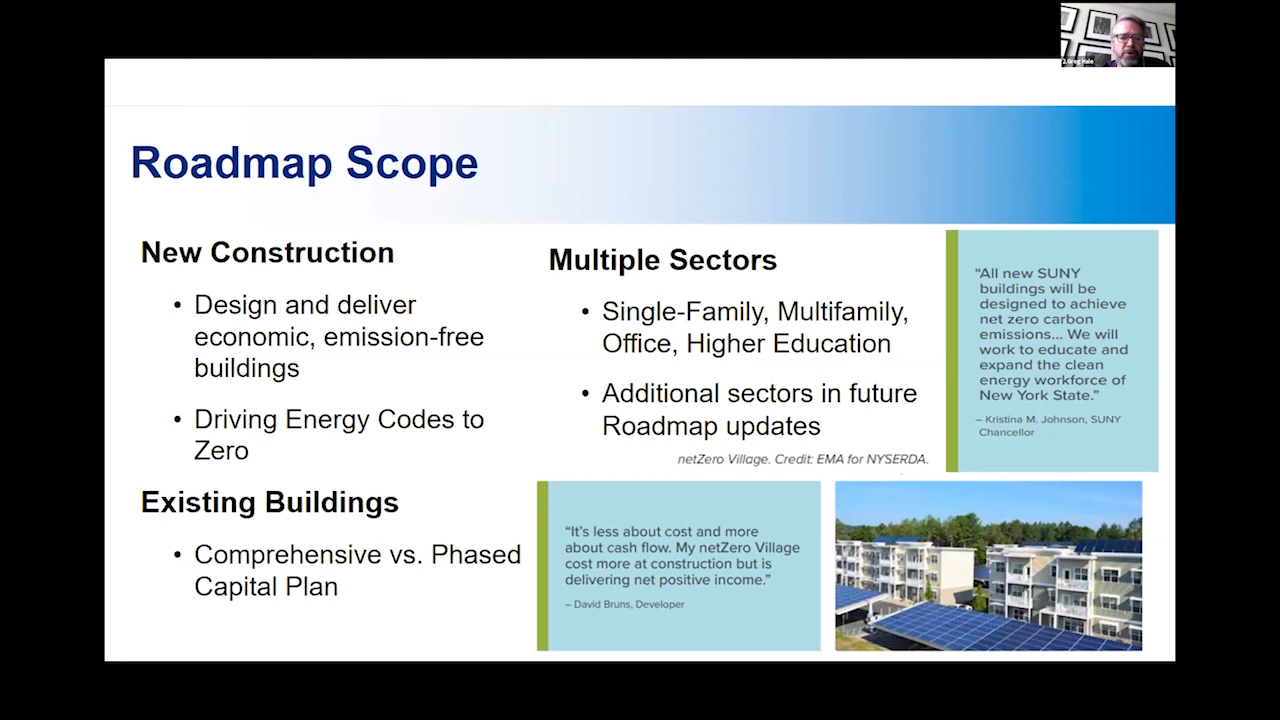 2.Greg Hale
Roadmap Scope
New Construction
• Design and deliver
economic, emission-free
buildings
• Driving Energy Codes to
Zero
Existing Buildings
• Comprehensive vs. Phased
Capital Plan
Multiple Sectors
• Single-Family, Multifamily,
Office, Higher Education
• Additional sectors in future
Roadmap updates
netZero Village. Credit: EMA for NYSERDA.
“All new SUNY
buildings will be
designed to achieve
net zero carbon
emissions... We will
work to educate and
expand the clean
energy workforce of
New York State.”
– Kristina M. Johnson, SUNY
Chancellor
“It’s less about cost and more
about cash flow. My netZero Village
cost more at construction but is
delivering net positive income.”
– David Bruns, Developer